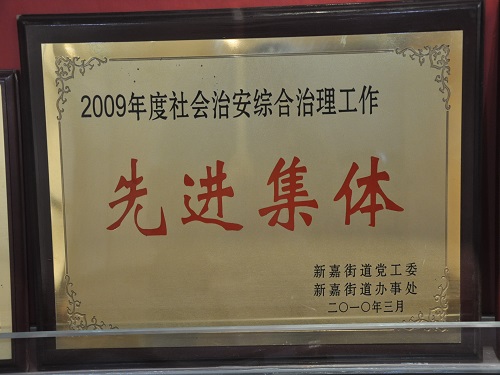 2009年度社会治安综合治理工作
先进集体
新嘉街道党工委
新嘉街道办事处
二〇一〇年三月